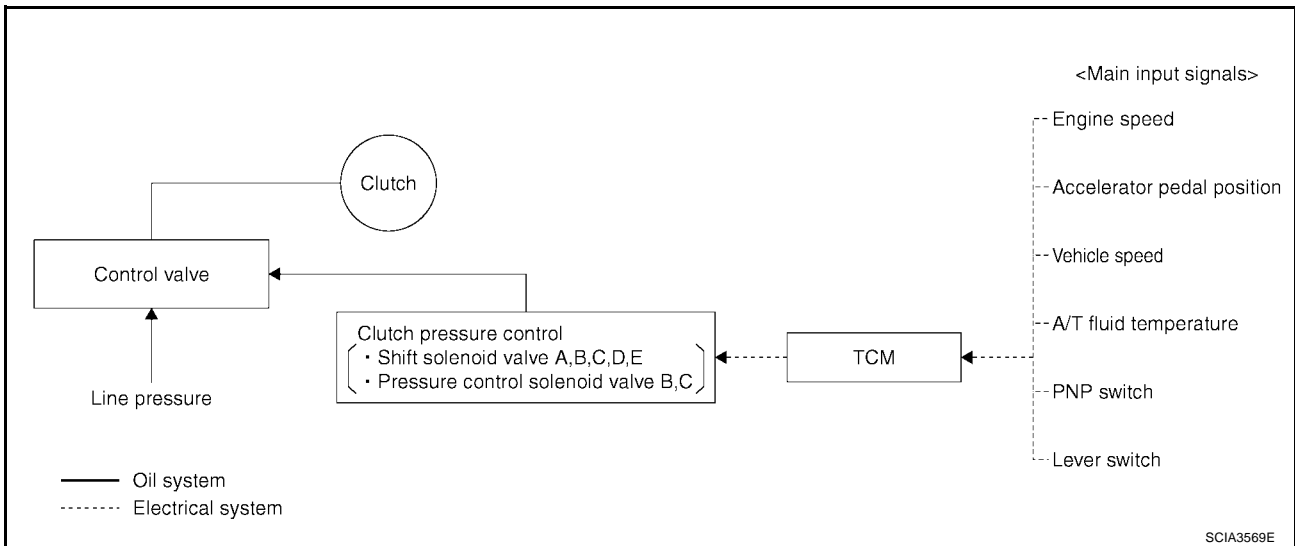 <Main input signals>
Engine speed
Clutch
Accelerator pedal position
Control valve
Vehicle speed
Clutch pressure control
・Shift solenoid valve A,B,C,D,E
・Pressure control solenoid valve B,C
TCM
A/T fluid temperature
Line pressure
PNP switch
Lever switch
Oil system
Electrical system
SCIA3569E